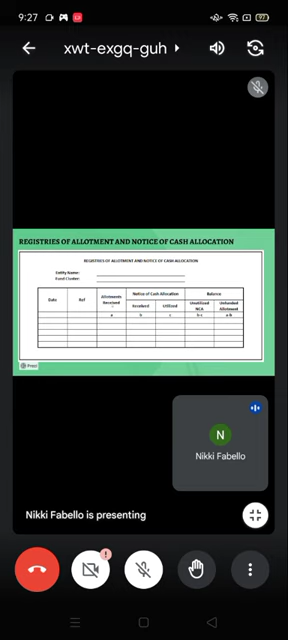 9:27
97
xwt-exgq-guh
REGISTRIES OF ALLOTMENT AND NOTICE OF CASH ALLOCATION
REGISTRIES OF ALLOTMENT AND NOTICE OF CASH ALLOCATION
Entity Name:
Fund Cluster:
Date Ref Allotments Received Notice of Cash Allocation Balance
Received Utilized Unutilized NCA Unfunded Allotment
a b c b-c a-b
Prezi
N
Nikki Fabello
Nikki Fabello is presenting
!